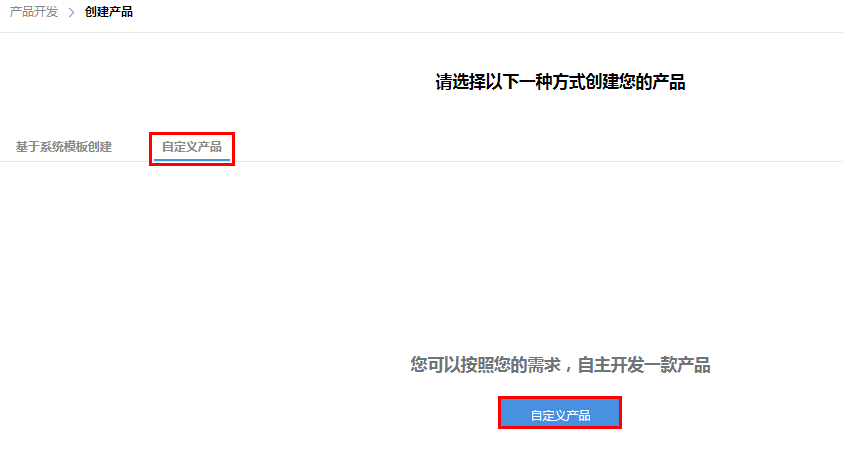 产品开发 > 创建产品
请选择以下一种方式创建您的产品
基于系统模板创建 自定义产品
您可以按照您的需求，自主开发一款产品
自定义产品